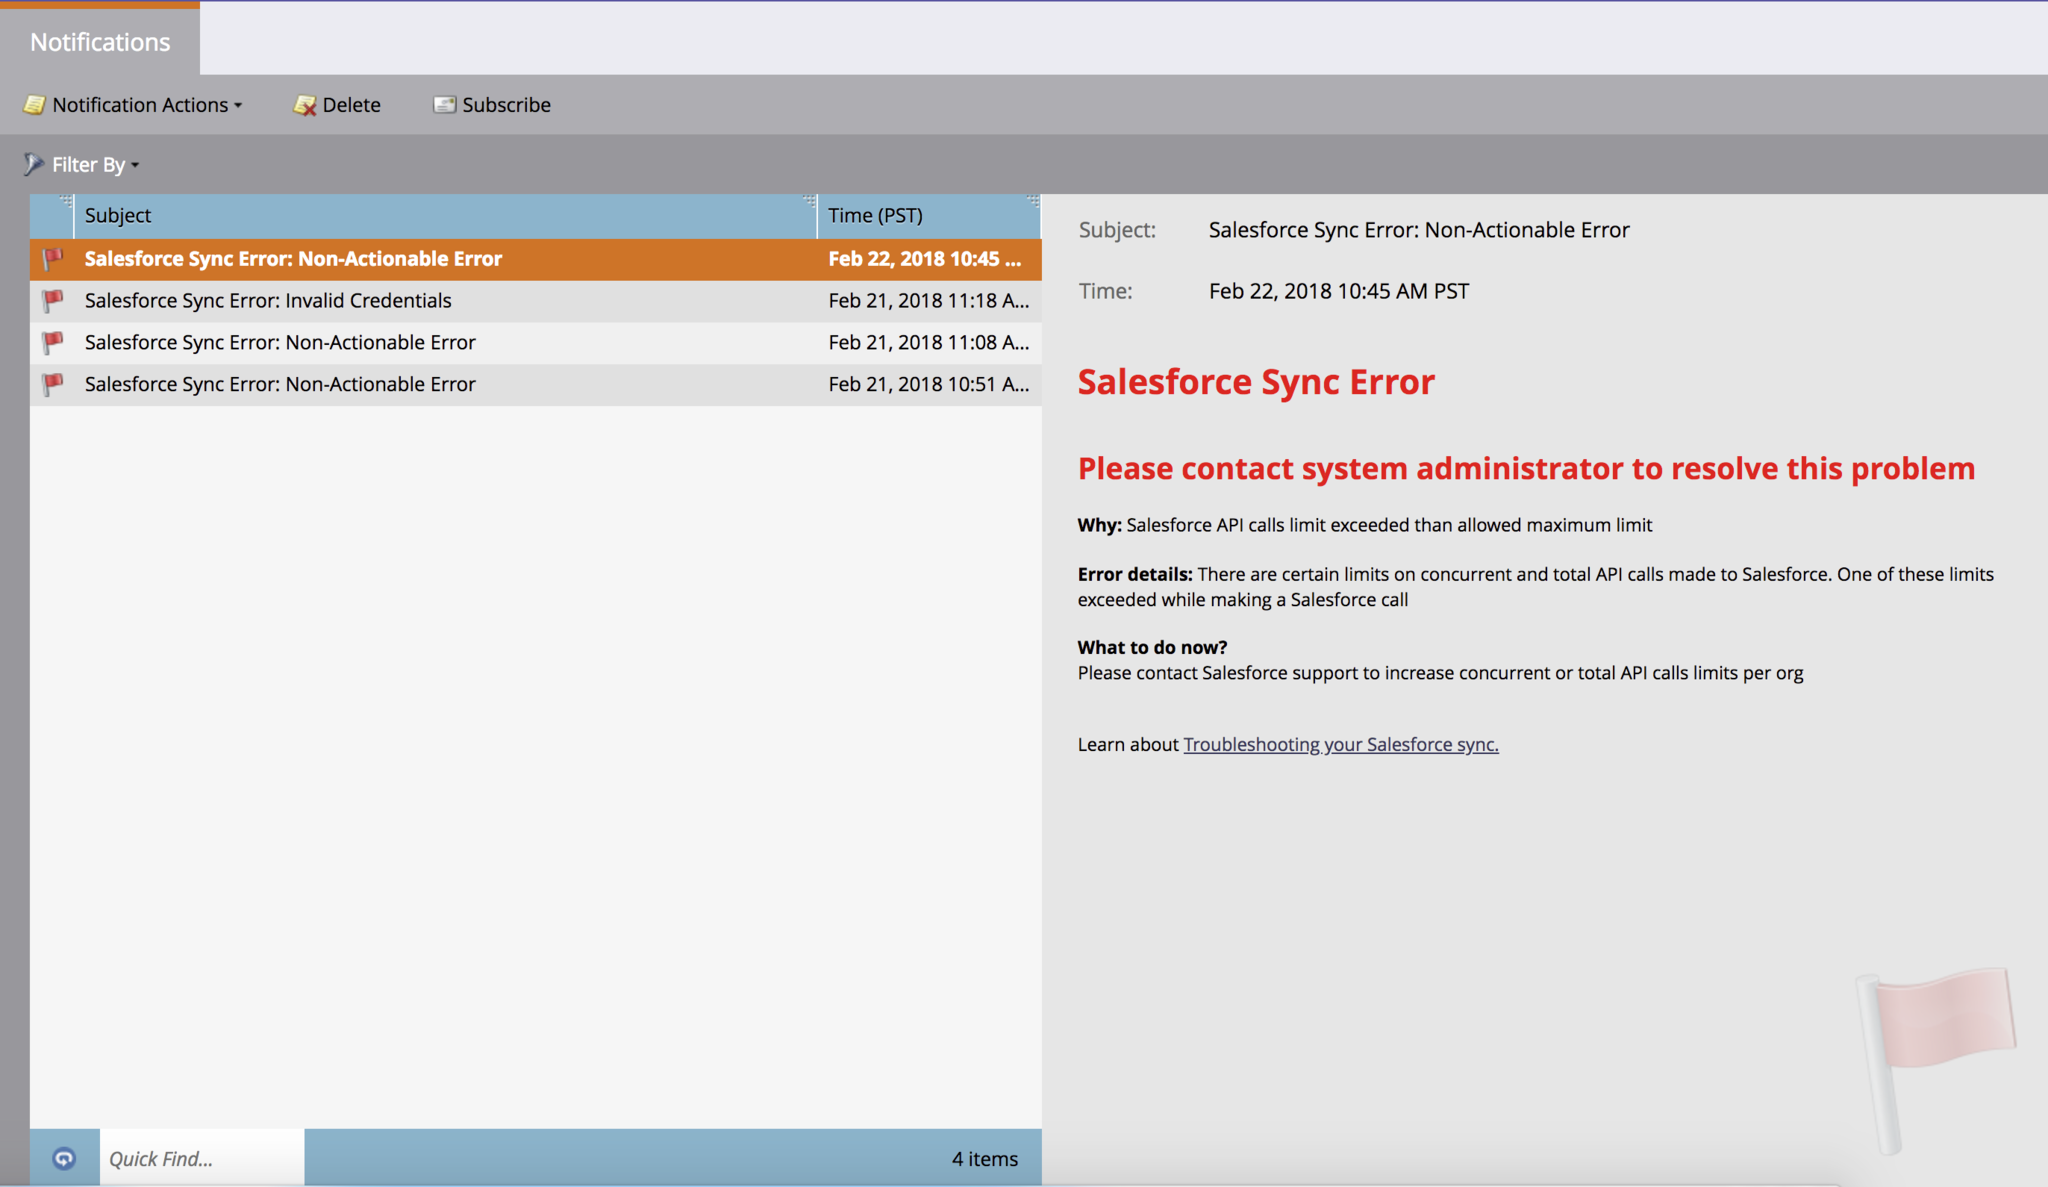 Notifications
Notification Actions Delete Subscribe
Filter By
Subject Time (PST)
Salesforce Sync Error: Non-Actionable Error Feb 22, 2018 10:45 ...
Salesforce Sync Error: Invalid Credentials Feb 21, 2018 11:18 A...
Salesforce Sync Error: Non-Actionable Error Feb 21, 2018 11:08 A...
Salesforce Sync Error: Non-Actionable Error Feb 21, 2018 10:51 A...
Quick Find... 4 items
Subject: Salesforce Sync Error: Non-Actionable Error
Time: Feb 22, 2018 10:45 AM PST
Salesforce Sync Error
Please contact system administrator to resolve this problem
Why: Salesforce API calls limit exceeded than allowed maximum limit
Error details: There are certain limits on concurrent and total API calls made to Salesforce. One of these limits
exceeded while making a Salesforce call
What to do now?
Please contact Salesforce support to increase concurrent or total API calls limits per org
Learn about Troubleshooting your Salesforce sync.